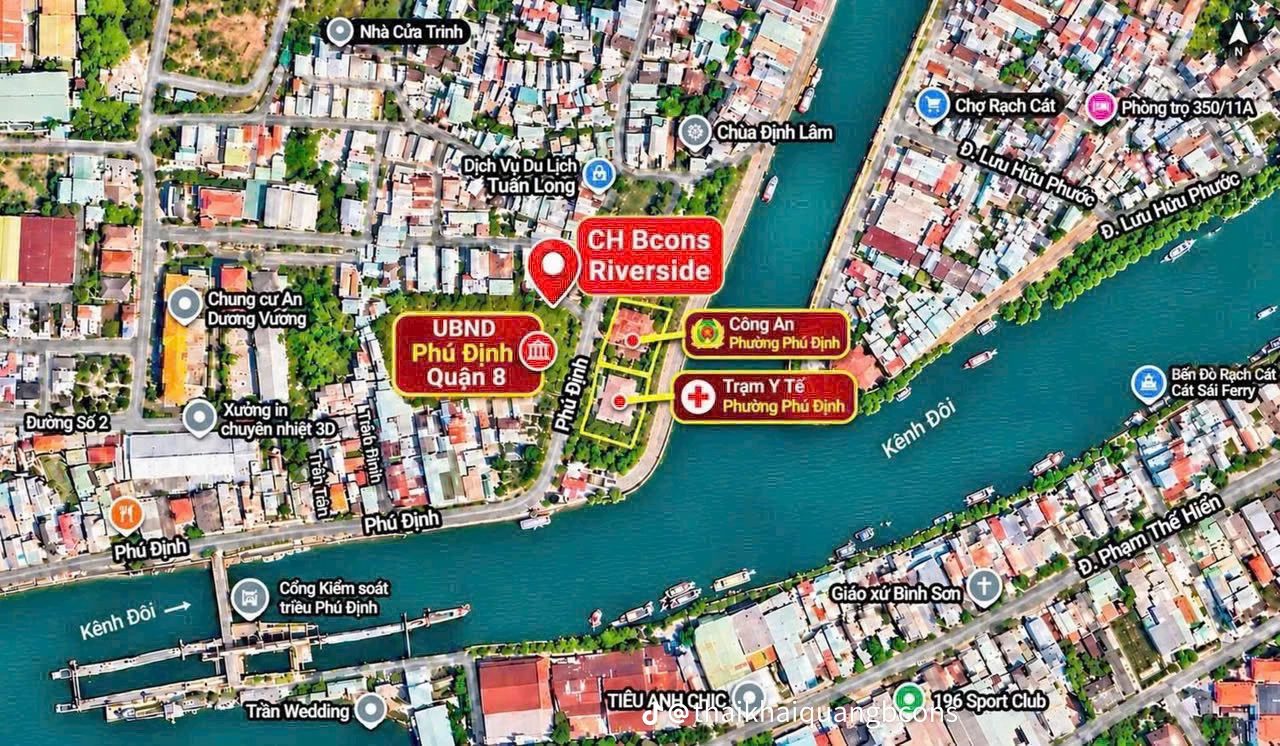 N
N
Nhà Cửa Trinh
Chợ Rạch Cát
Phòng trọ 350/11A
Chùa Định Lâm
Dịch Vụ Du Lịch
Tuấn Long
Đ. Lưu Hữu Phước
Đ. Lưu Hữu Phước
CH Bcons
Riverside
Chung cư An
Dương Vương
UBND
Phú Định
Quận 8
Công An
Phường Phú Định
Trạm Y Tế
Phường Phú Định
Phú Định
Bến Đò Rạch Cát
Cát Sái Ferry
Đường Số 2
Xưởng in
chuyên nhiệt 3D
Trần Tấn
Kênh Đôi
Phú Định
Phú Định
Đ. Phạm Thế Hiển
Cổng Kiểm soát
triều Phú Định
Kênh Đôi →
Giáo xứ Bình Sơn
TIÊU ANH CHIC
196 Sport Club
Trần Wedding
@thaikhaiquangbcons